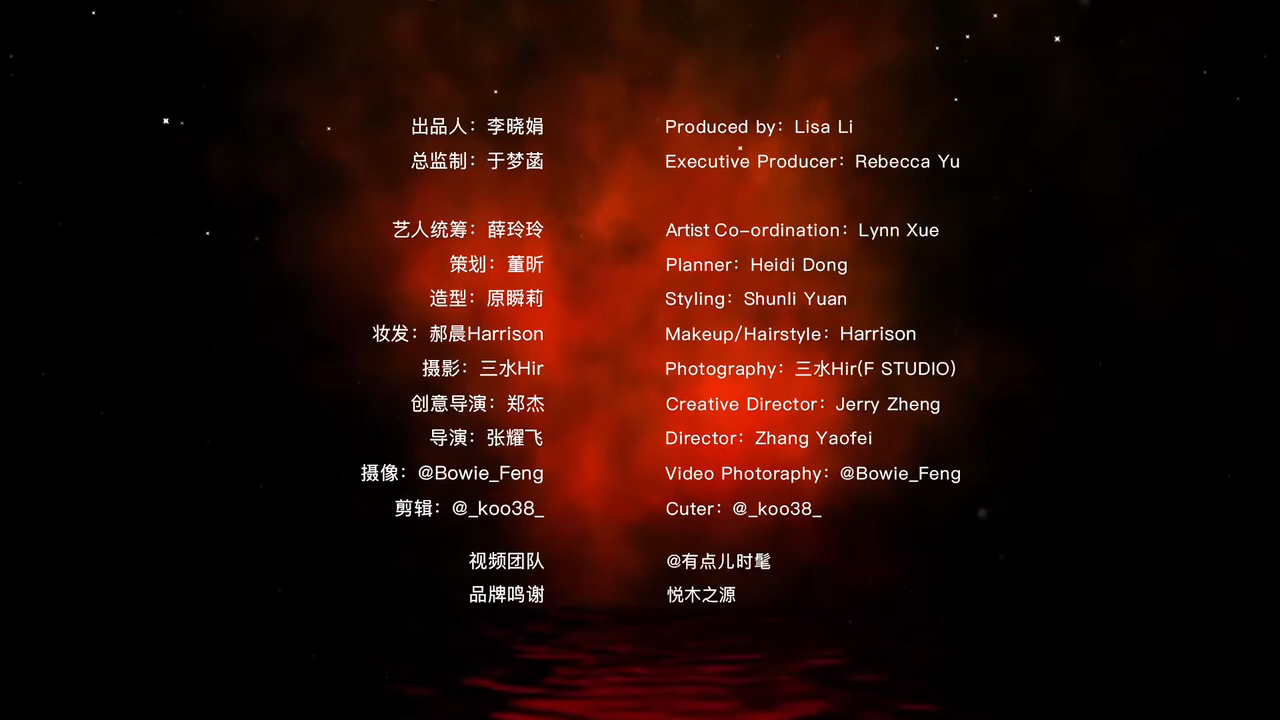 出品人：李晓娟 Produced by：Lisa Li
总监制：于梦菡 Executive Producer：Rebecca Yu
艺人统筹：薛玲玲 Artist Co-ordination：Lynn Xue
策划：董昕 Planner：Heidi Dong
造型：原瞬莉 Styling：Shunli Yuan
妆发：郝晨Harrison Makeup/Hairstyle：Harrison
摄影：三水Hir Photography：三水Hir(F STUDIO)
创意导演：郑杰 Creative Director：Jerry Zheng
导演：张耀飞 Director：Zhang Yaofei
摄像：@Bowie_Feng Video Photoraphy：@Bowie_Feng
剪辑：@_koo38_ Cuter：@_koo38_
视频团队 @有点儿时髦
品牌鸣谢 悦木之源